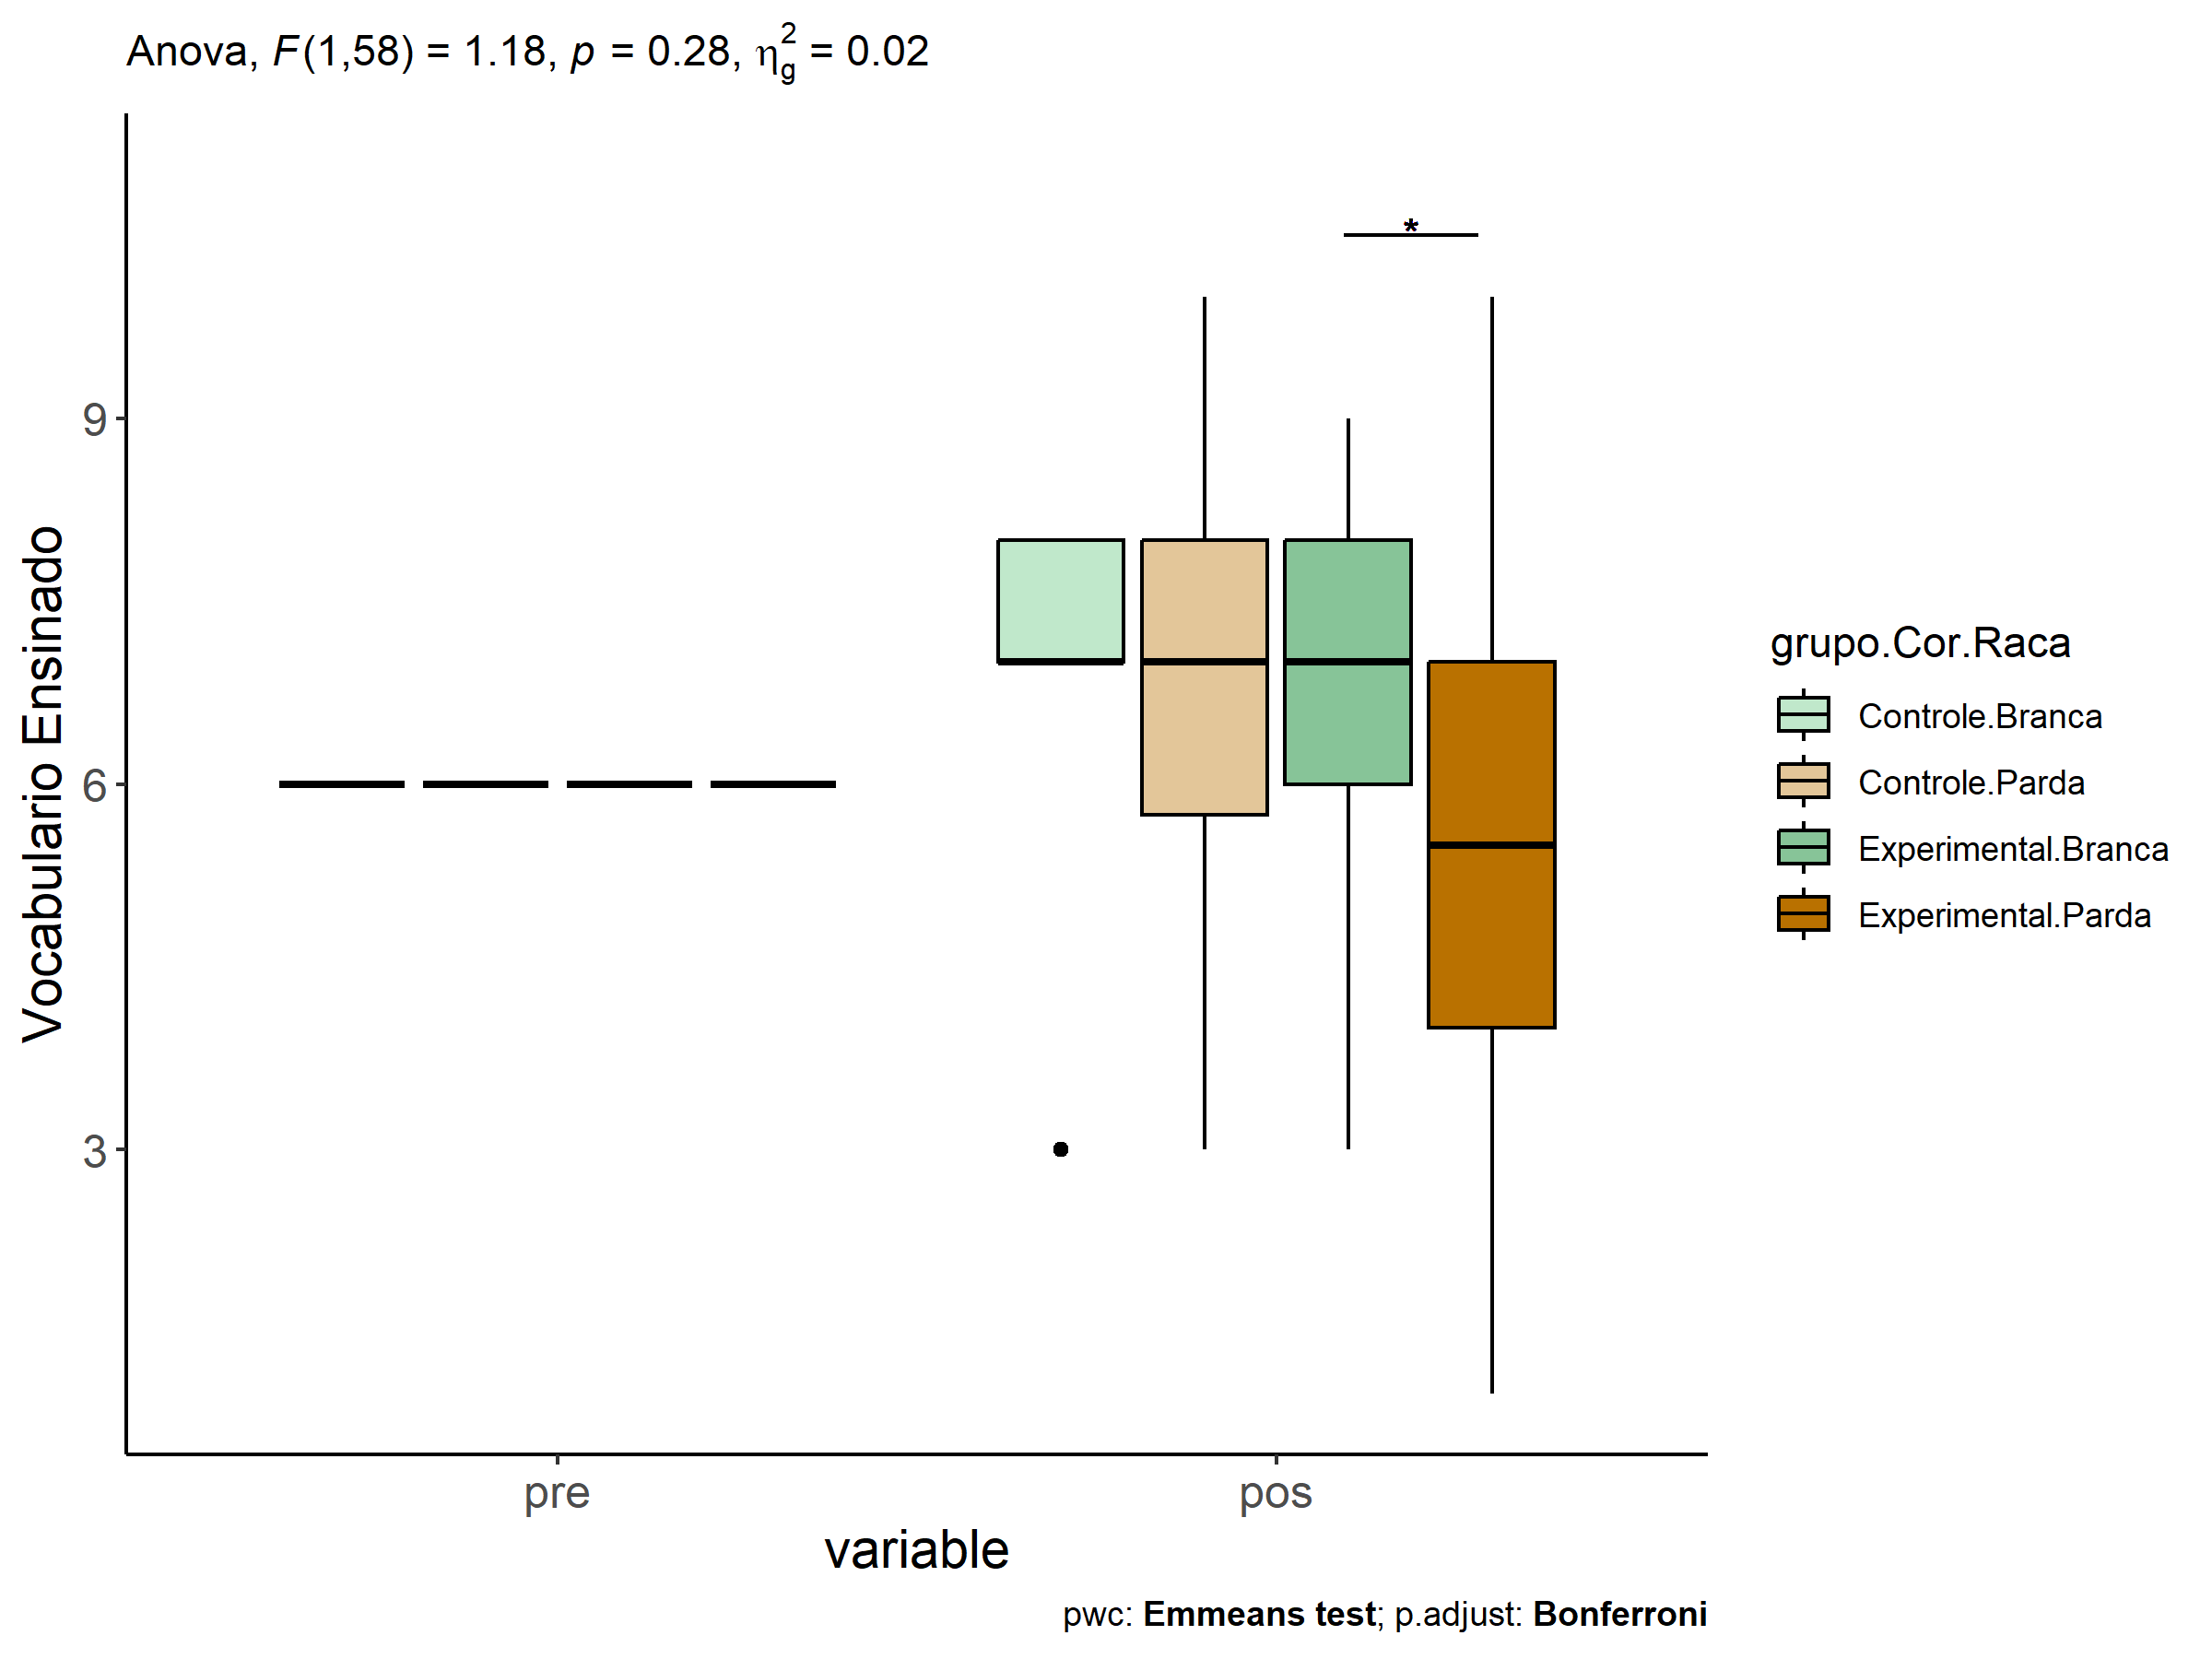 Anova, F(1,58) = 1.18, p = 0.28, η²g = 0.02
*
9
6
3
Vocabulario Ensinado
pre
pos
variable
grupo.Cor.Raca
Controle.Branca
Controle.Parda
Experimental.Branca
Experimental.Parda
pwc: Emmeans test; p.adjust: Bonferroni